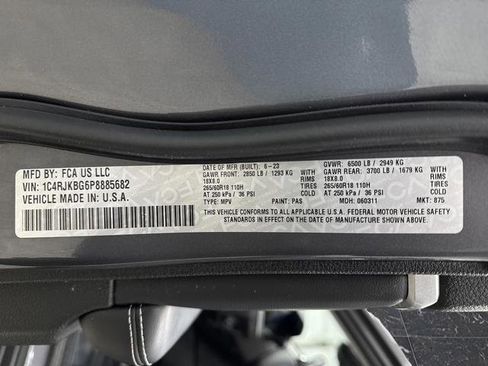 MFD BY: FCA US LLC
VIN: 1C4RJKBG6P8885682
VEHICLE MADE IN: U.S.A.
DATE OF MFR (BUILT): 6-23
GAWR FRONT: 2850 LB / 1293 KG WITH
18X8.0 RIMS
265/60R18 110H TIRES
AT 250 kPa / 36 PSI
TYPE: MPV PAINT: PAS
GVWR: 6500 LB / 2949 KG
GAWR REAR: 3700 LB / 1679 KG WITH
18X8.0 RIMS
265/60R18 110H TIRES
AT 250 kPa / 36 PSI
MDH: 060311 MKT: 875
THIS VEHICLE CONFORMS TO ALL APPLICABLE U.S.A. FEDERAL MOTOR VEHICLE SAFETY
STANDARDS IN EFFECT ON THE DATE OF MANUFACTURE SHOWN ABOVE.